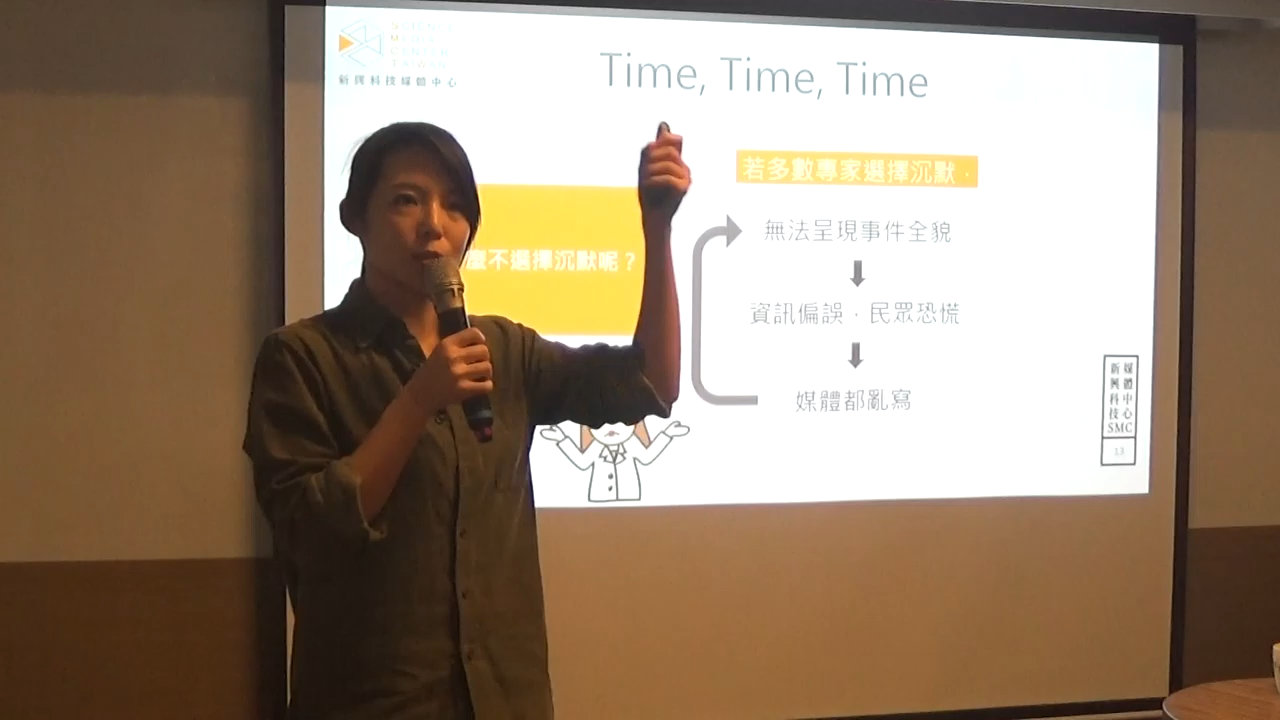 SCIENCE
MEDIA
CENTER
TAIWAN
新興科技媒體中心
Time, Time, Time
若多數專家選擇沉默，
麼不選擇沉默呢？
無法呈現事件全貌
資訊偏誤，民眾恐慌
媒體都亂寫
新興科技
媒體中心
SMC
13